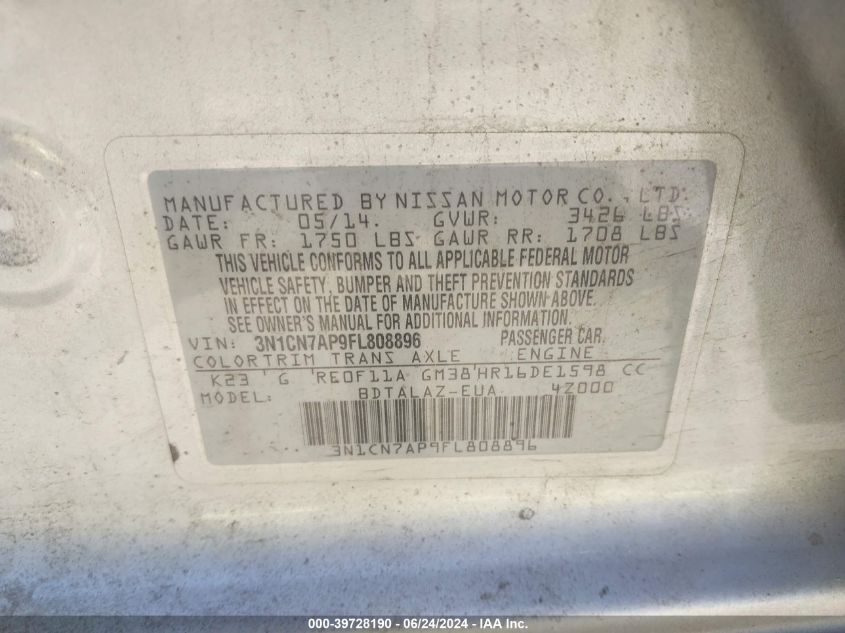 MANUFACTURED BY NISSAN MOTOR CO., LTD.
DATE: 05/14. GVWR: 3426 LBS
GAWR FR: 1750 LBS GAWR RR: 1708 LBS
THIS VEHICLE CONFORMS TO ALL APPLICABLE FEDERAL MOTOR
VEHICLE SAFETY, BUMPER AND THEFT PREVENTION STANDARDS
IN EFFECT ON THE DATE OF MANUFACTURE SHOWN ABOVE.
SEE OWNER'S MANUAL FOR ADDITIONAL INFORMATION.
VIN: 3N1CN7AP9FL808896 PASSENGER CAR.
COLORTRIM TRANS AXLE ENGINE
K23 G RE0F11A GM38 HR16DE1598 CC
MODEL: BDTALAZ-EUA 4Z000
3N1CN7AP9FL808896
000-39728190 - 06/24/2024 - IAA Inc.